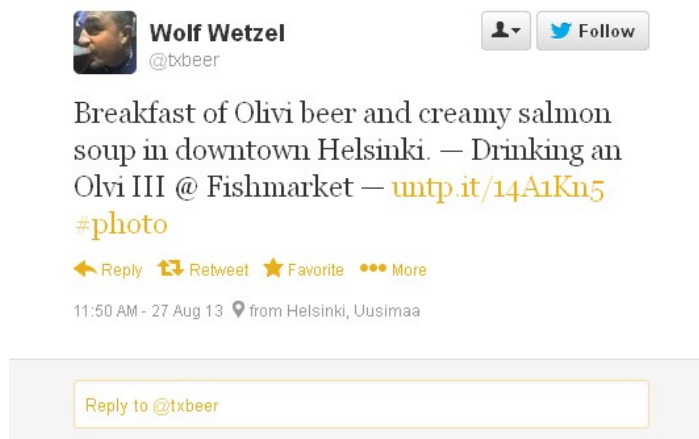 Wolf Wetzel
@txbeer
Follow
Breakfast of Olivi beer and creamy salmon
soup in downtown Helsinki. — Drinking an
Olvi III @ Fishmarket — untp.it/14A1Kn5
#photo
Reply Retweet Favorite More
11:50 AM - 27 Aug 13 from Helsinki, Uusimaa
Reply to @txbeer